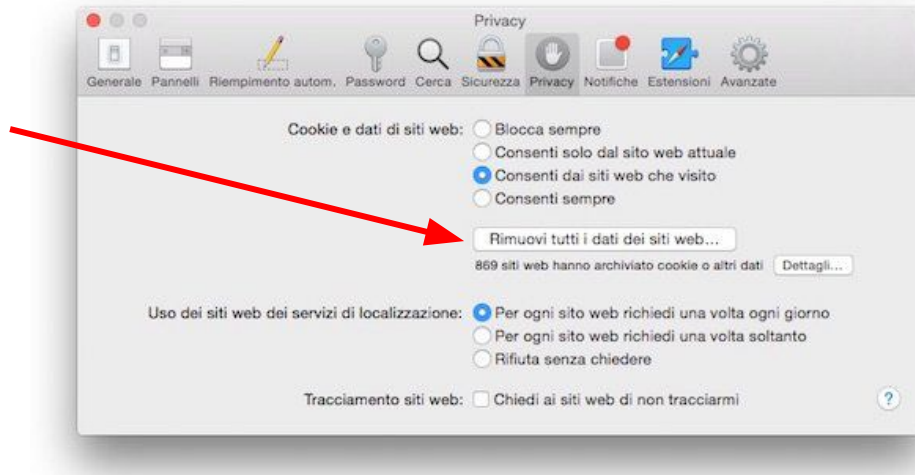 Privacy
Generale Pannelli Riempimento autom. Password Cerca Sicurezza Privacy Notifiche Estensioni Avanzate
Cookie e dati di siti web: Blocca sempre
Consenti solo dal sito web attuale
Consenti dai siti web che visito
Consenti sempre
Rimuovi tutti i dati dei siti web...
869 siti web hanno archiviato cookie o altri dati Dettagli...
Uso dei siti web dei servizi di localizzazione: Per ogni sito web richiedi una volta ogni giorno
Per ogni sito web richiedi una volta soltanto
Rifiuta senza chiedere
Tracciamento siti web: Chiedi ai siti web di non tracciarmi ?